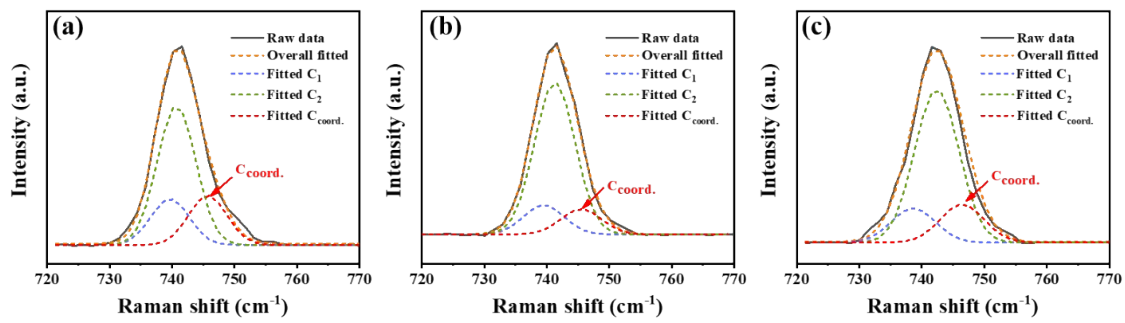 (a)
Raw data
Overall fitted
Fitted C₁
Fitted C₂
Fitted Ccoord.
Ccoord.
Intensity (a.u.)
720 730 740 750 760 770
Raman shift (cm⁻¹)
(b)
Raw data
Overall fitted
Fitted C₁
Fitted C₂
Fitted Ccoord.
Ccoord.
Intensity (a.u.)
720 730 740 750 760 770
Raman shift (cm⁻¹)
(c)
Raw data
Overall fitted
Fitted C₁
Fitted C₂
Fitted Ccoord.
Ccoord.
Intensity (a.u.)
720 730 740 750 760 770
Raman shift (cm⁻¹)